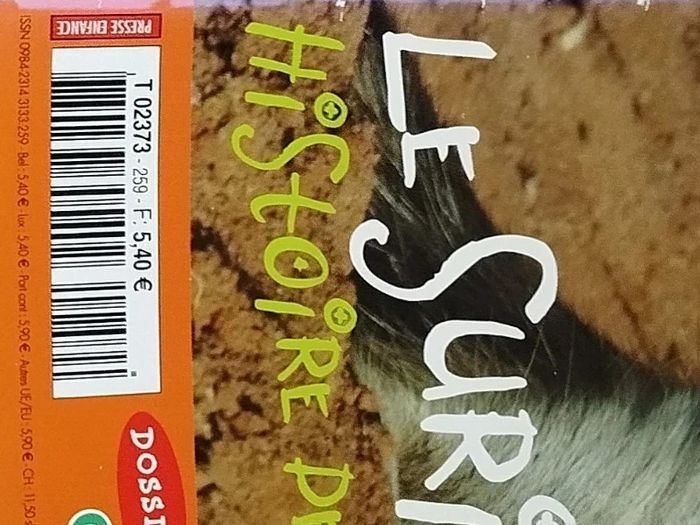 LE SURI
HISTOIRE D'U
PRESSE ENFANCE
T 02373 - 259 - F: 5,40 €
ISSN 0984-2314 3133 259 - Bel : 5,40 € - Lux : 5,40 € - Port cont : 5,90 € - Autres UE/EU : 5,90 € - CH : 11,50
DOSSI